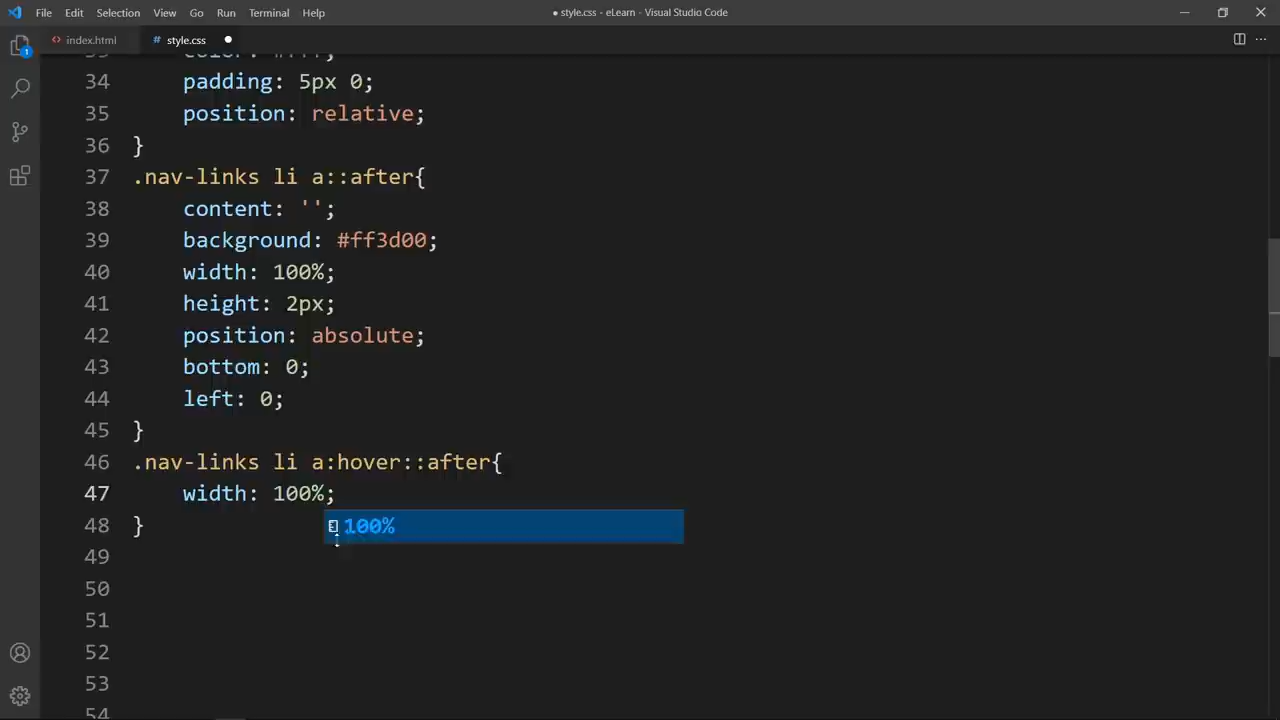 File Edit Selection View Go Run Terminal Help
● style.css - eLearn - Visual Studio Code
<> index.html
# style.css ●
1
34 padding: 5px 0;
35 position: relative;
36 }
37 .nav-links li a::after{
38 content: '';
39 background: #ff3d00;
40 width: 100%;
41 height: 2px;
42 position: absolute;
43 bottom: 0;
44 left: 0;
45 }
46 .nav-links li a:hover::after{
47 width: 100%;
48 }
100%
49
50
51
52
53
54